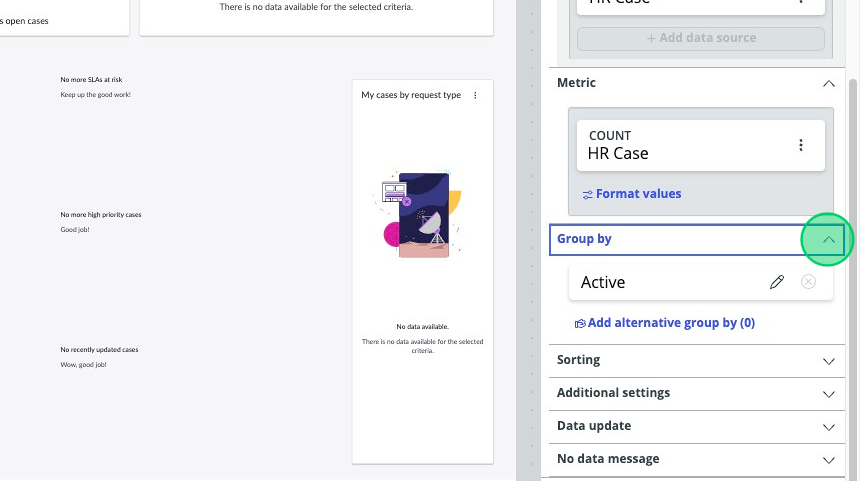 s open cases
There is no data available for the selected criteria.
No more SLAs at risk
Keep up the good work!
No more high priority cases
Good job!
No recently updated cases
Wow, good job!
My cases by request type
No data available.
There is no data available for the selected
criteria.
HR Case
+ Add data source
Metric
COUNT
HR Case
Format values
Group by
Active
Add alternative group by (0)
Sorting
Additional settings
Data update
No data message